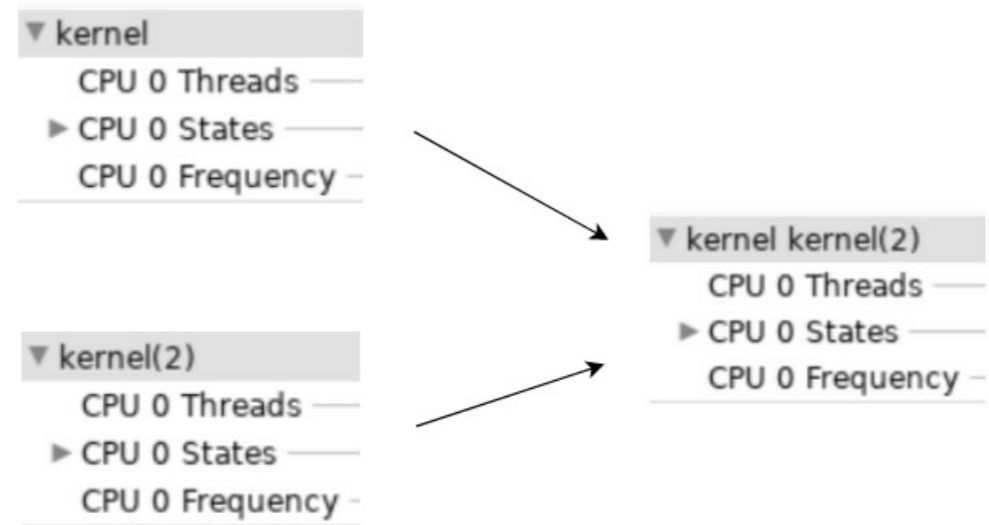 kernel
CPU 0 Threads
CPU 0 States
CPU 0 Frequency
kernel(2)
CPU 0 Threads
CPU 0 States
CPU 0 Frequency
kernel kernel(2)
CPU 0 Threads
CPU 0 States
CPU 0 Frequency